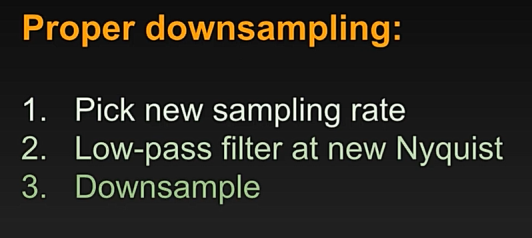 Proper downsampling:
1. Pick new sampling rate
2. Low-pass filter at new Nyquist
3. Downsample